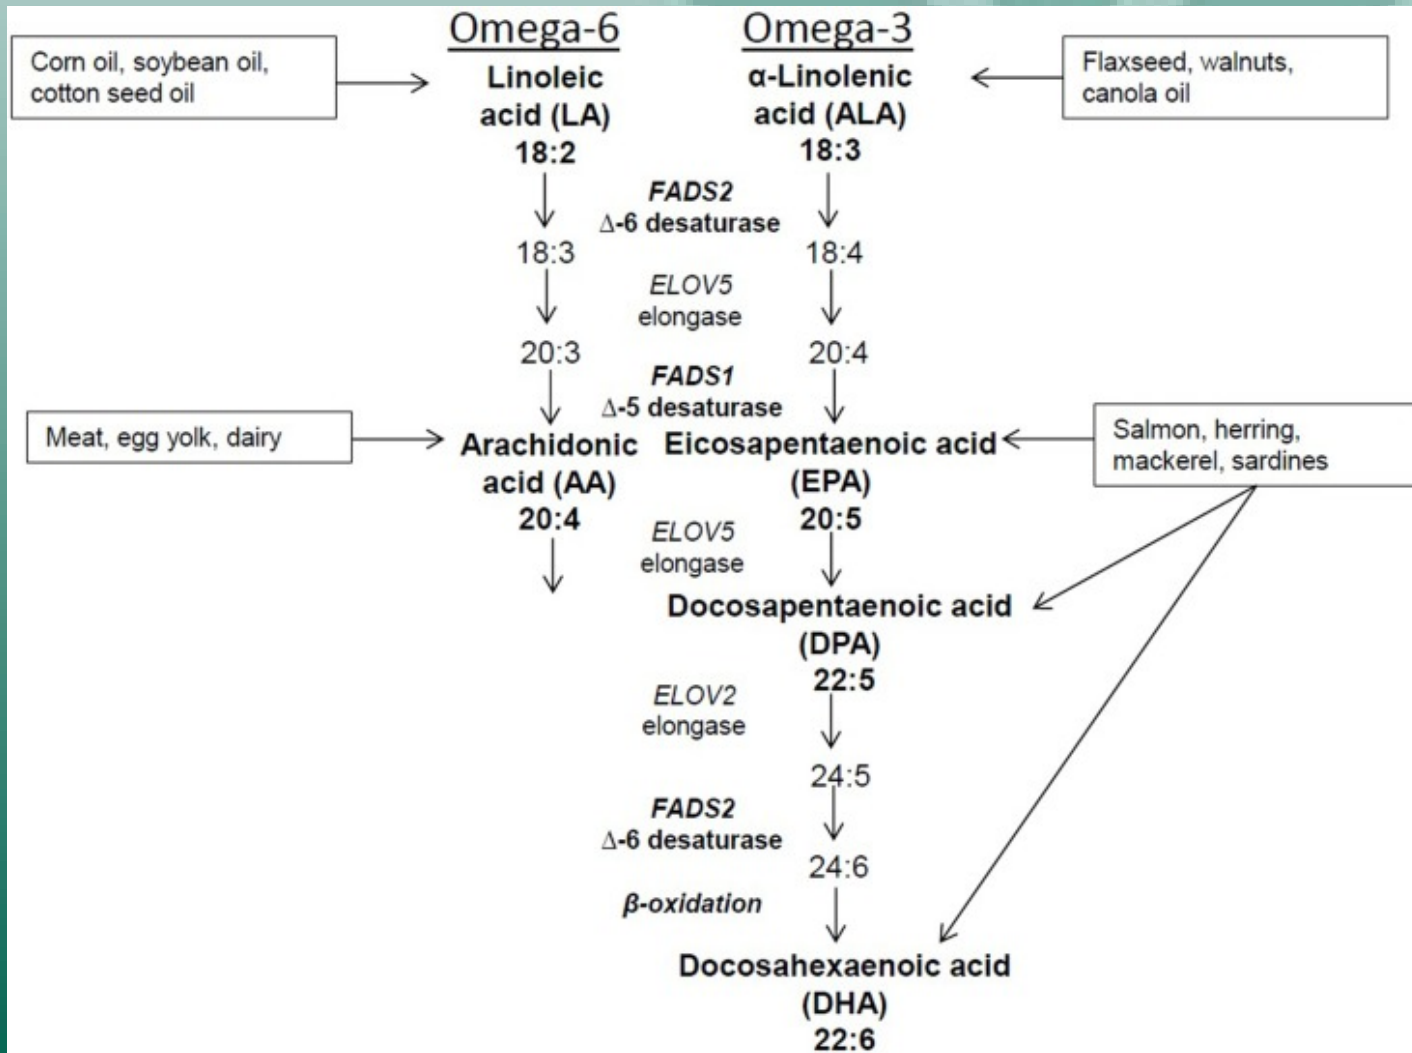 Omega-6
Omega-3
Corn oil, soybean oil,
cotton seed oil
Linoleic
acid (LA)
18:2
α-Linolenic
acid (ALA)
18:3
Flaxseed, walnuts,
canola oil
FADS2
Δ-6 desaturase
18:3
18:4
ELOV5
elongase
20:3
20:4
FADS1
Δ-5 desaturase
Meat, egg yolk, dairy
Arachidonic
acid (AA)
20:4
Eicosapentaenoic acid
(EPA)
20:5
Salmon, herring,
mackerel, sardines
ELOV5
elongase
Docosapentaenoic acid
(DPA)
22:5
ELOV2
elongase
24:5
FADS2
Δ-6 desaturase
24:6
β-oxidation
Docosahexaenoic acid
(DHA)
22:6